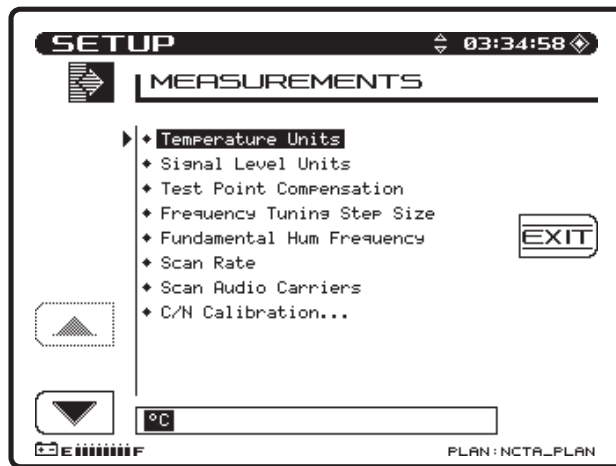 SETUP 03:34:58
MEASUREMENTS
Temperature Units
Signal Level Units
Test Point Compensation
Frequency Tuning Step Size
Fundamental Hum Frequency
EXIT
Scan Rate
Scan Audio Carriers
C/N Calibration...
°C
E F PLAN:NCTA_PLAN